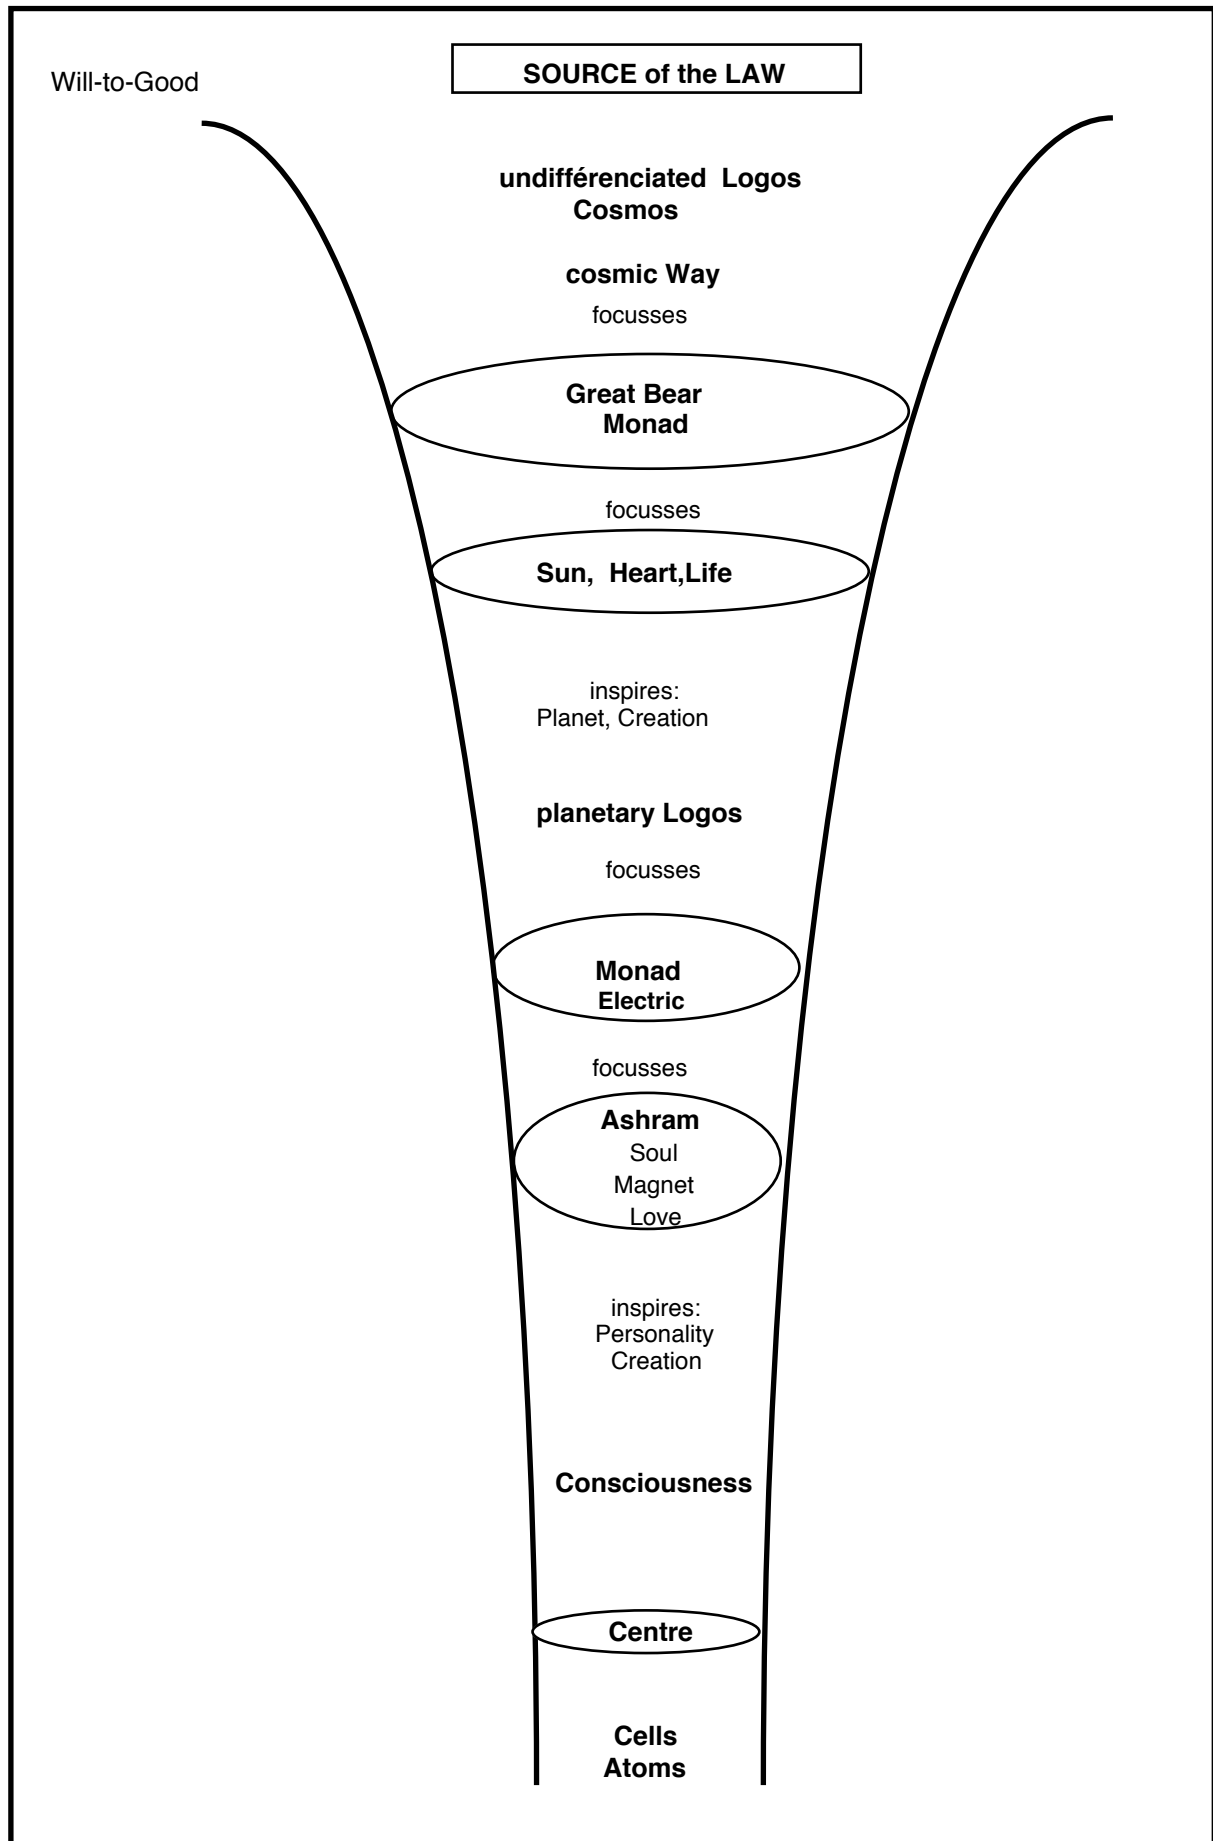 Will-to-Good
SOURCE of the LAW
undifférenciated Logos
Cosmos
cosmic Way
focusses
Great Bear
Monad
focusses
Sun, Heart,Life
inspires:
Planet, Creation
planetary Logos
focusses
Monad
Electric
focusses
Ashram
Soul
Magnet
Love
inspires:
Personality
Creation
Consciousness
Centre
Cells
Atoms